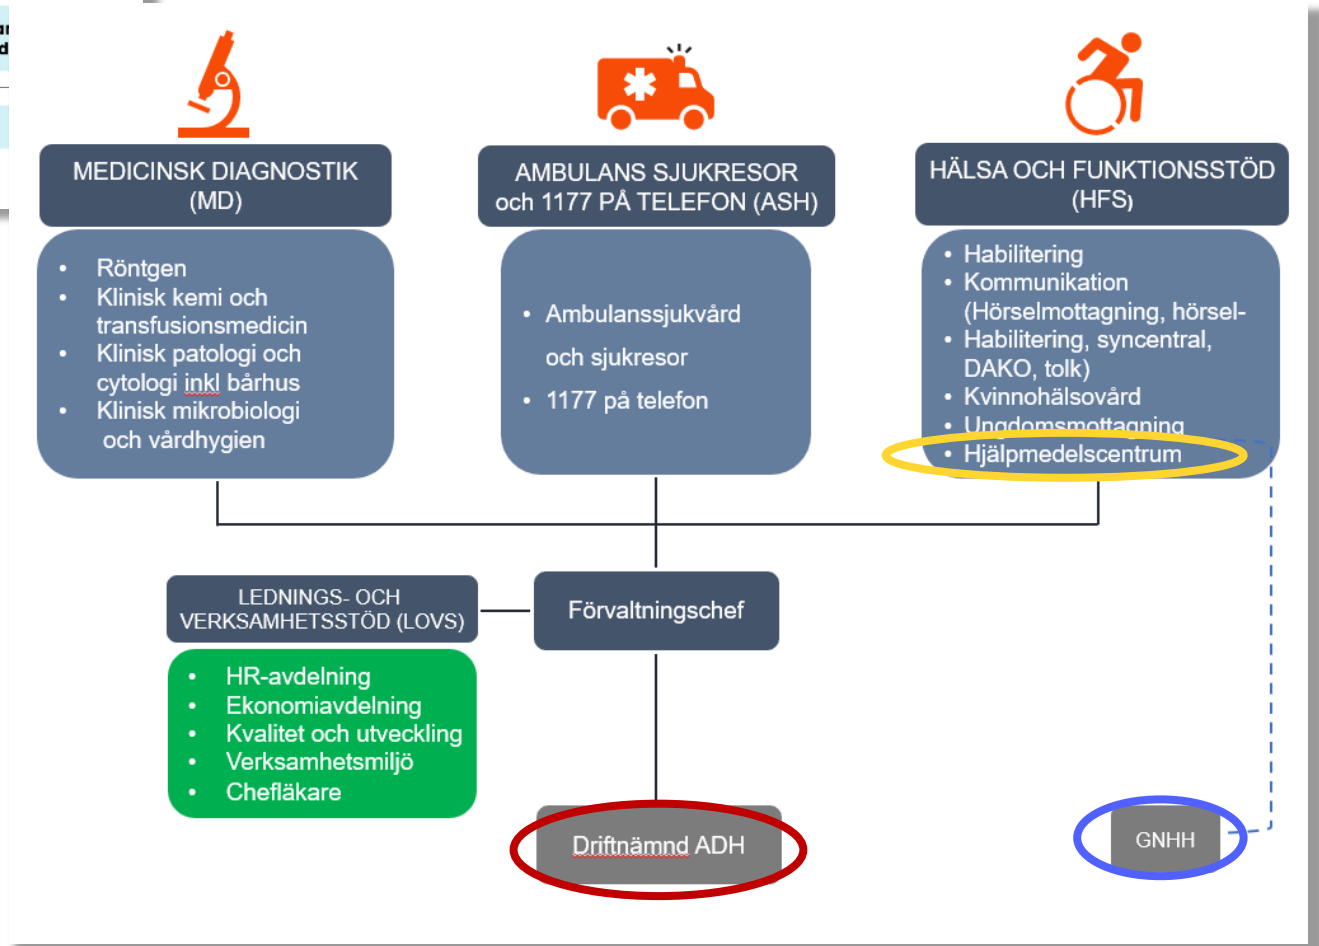 MEDICINSK DIAGNOSTIK
(MD)
Röntgen
Klinisk kemi och
transfusionsmedicin
Klinisk patologi och
cytologi inkl bårhus
Klinisk mikrobiologi
och vårdhygien
AMBULANS SJUKRESOR
och 1177 PÅ TELEFON (ASH)
Ambulanssjukvård
och sjukresor
1177 på telefon
HÄLSA OCH FUNKTIONSSTÖD
(HFS)
Habilitering
Kommunikation
(Hörselmottagning, hörsel-
Habilitering, syncentral,
DAKO, tolk)
Kvinnohälsovård
Ungdomsmottagning
Hjälpmedelscentrum
LEDNINGS- OCH
VERKSAMHETSSTÖD (LOVS)
HR-avdelning
Ekonomiavdelning
Kvalitet och utveckling
Verksamhetsmiljö
Chefläkare
Förvaltningschef
Driftnämnd ADH
GNHH